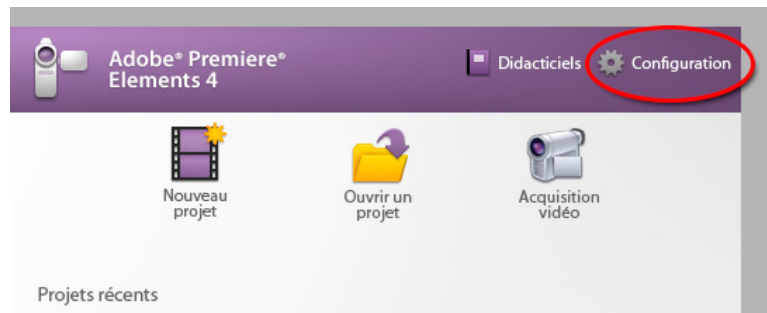 Adobe® Premiere®
Elements 4
Didacticiels
Configuration
Nouveau
projet
Ouvrir un
projet
Acquisition
vidéo
Projets récents